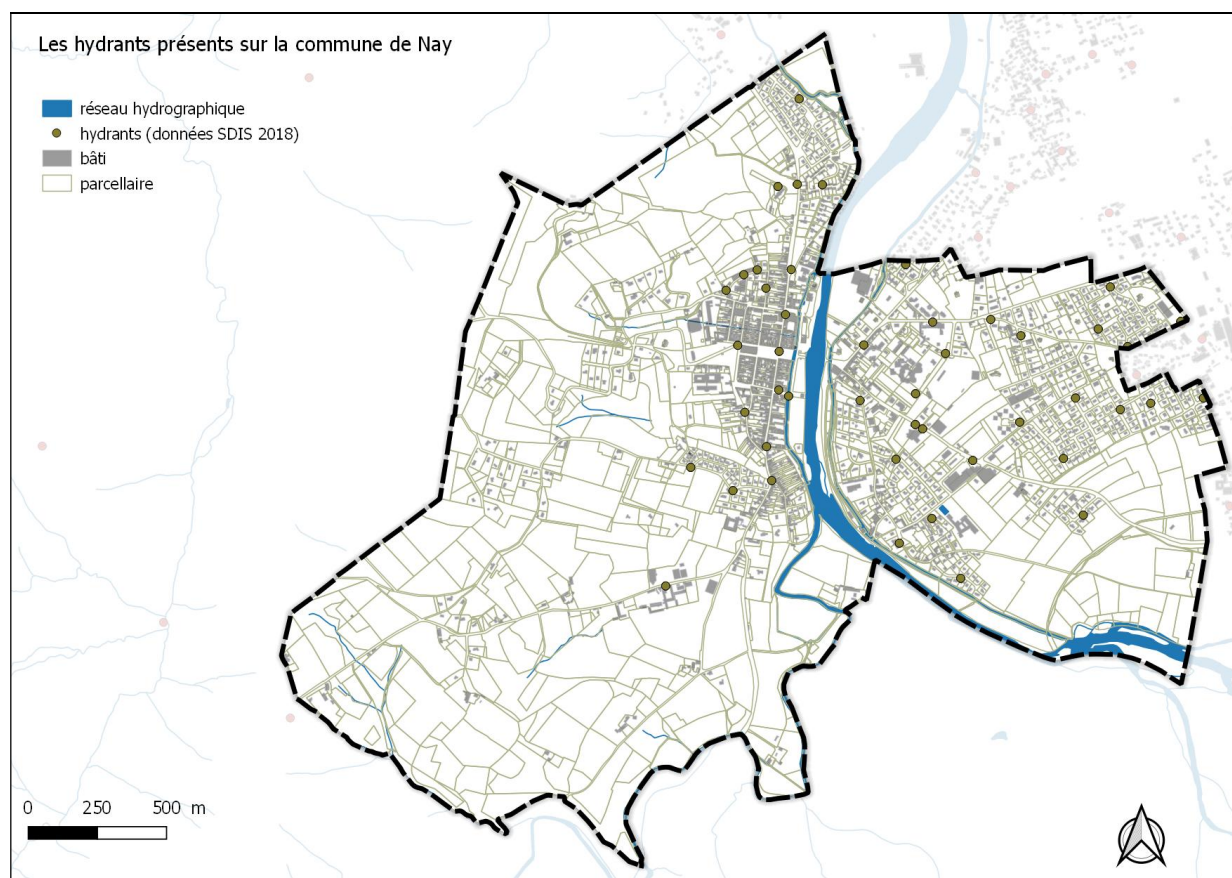 Les hydrants présents sur la commune de Nay
réseau hydrographique
hydrants (données SDIS 2018)
bâti
parcellaire
0 250 500 m